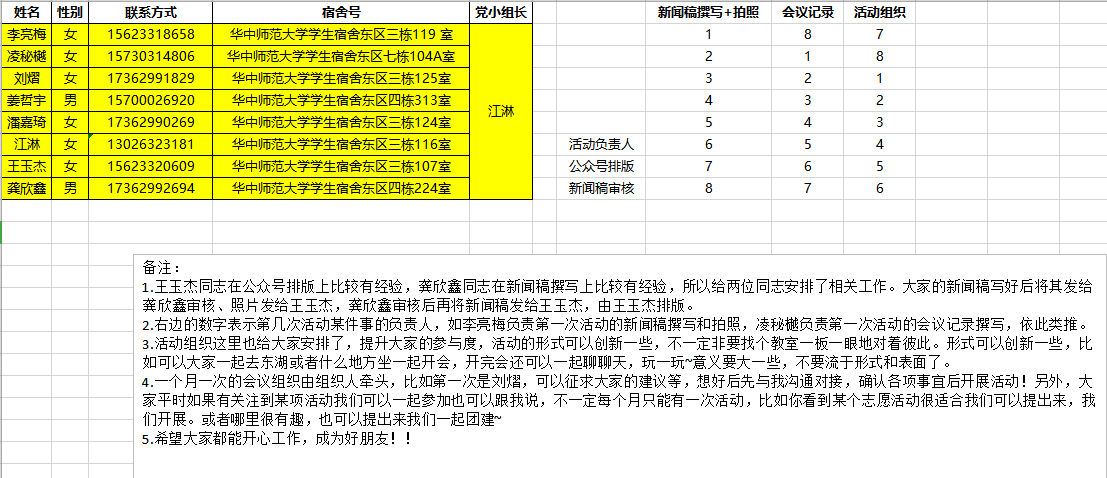 姓名 性别 联系方式 宿舍号 党小组长 新闻稿撰写+拍照 会议记录 活动组织
李亮梅 女 15623318658 华中师范大学学生宿舍东区三栋119 室 1 8 7
凌秘樾 女 15730314806 华中师范大学学生宿舍东区七栋104A室 2 1 8
刘熠 女 17362991829 华中师范大学学生宿舍东区三栋125室 3 2 1
姜哲宇 男 15700026920 华中师范大学学生宿舍东区四栋313室 4 3 2
江淋
潘嘉琦 女 17362990269 华中师范大学学生宿舍东区三栋124室 5 4 3
江淋 女 13026323181 华中师范大学学生宿舍东区三栋116室 活动负责人 6 5 4
王玉杰 女 15623320609 华中师范大学学生宿舍东区三栋107室 公众号排版 7 6 5
龚欣鑫 男 17362992694 华中师范大学学生宿舍东区四栋224室 新闻稿审核 8 7 6
备注：
1.王玉杰同志在公众号排版上比较有经验，龚欣鑫同志在新闻稿撰写上比较有经验，所以给两位同志安排了相关工作。大家的新闻稿写好后将其发给
龚欣鑫审核、照片发给王玉杰，龚欣鑫审核后再将新闻稿发给王玉杰，由王玉杰排版。
2.右边的数字表示第几次活动某件事的负责人，如李亮梅负责第一次活动的新闻稿撰写和拍照，凌秘樾负责第一次活动的会议记录撰写，依此类推。
3.活动组织这里也给大家安排了，提升大家的参与度，活动的形式可以创新一些，不一定非要找个教室一板一眼地对着彼此。形式可以创新一些，比
如可以大家一起去东湖或者什么地方坐一起开会，开完会还可以一起聊聊天，玩一玩~意义要大一些，不要流于形式和表面了。
4.一个月一次的会议组织由组织人牵头，比如第一次是刘熠，可以征求大家的建议等，想好后先与我沟通对接，确认各项事宜后开展活动！另外，大
家平时如果有关注到某项活动我们可以一起参加也可以跟我说，不一定每个月只能有一次活动，比如你看到某个志愿活动很适合我们可以提出来，我
们开展。或者哪里很有趣，也可以提出来我们一起团建~
5.希望大家都能开心工作，成为好朋友！！